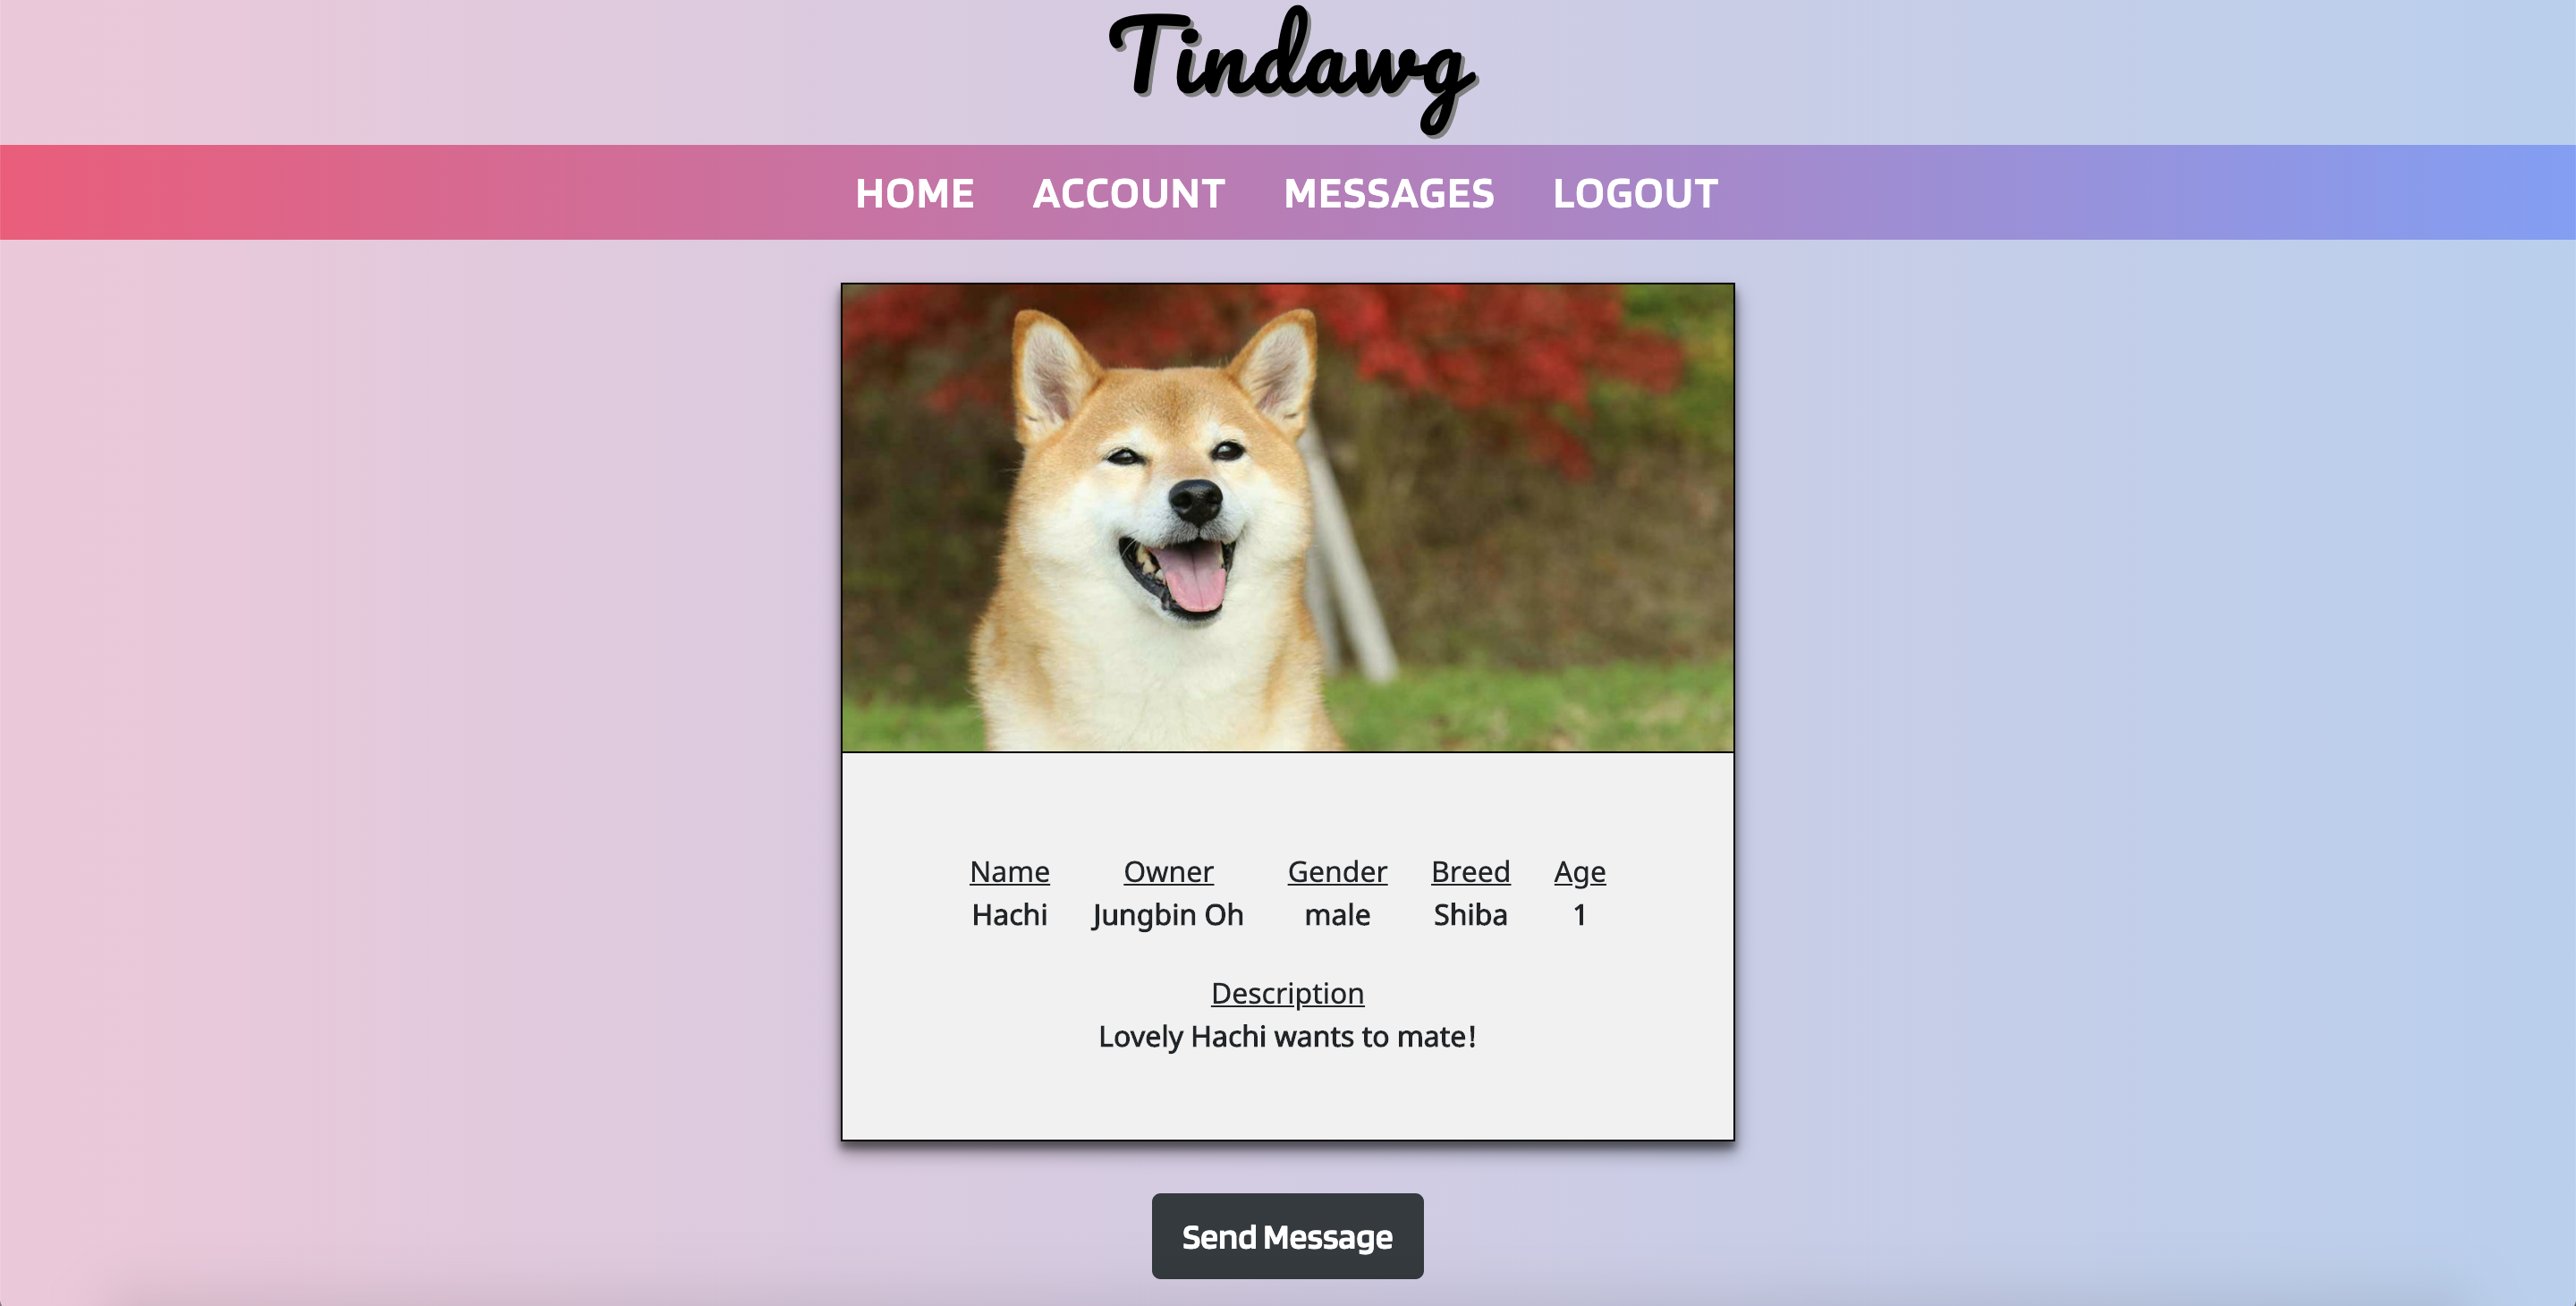 Tindawg
HOME ACCOUNT MESSAGES LOGOUT
Name Owner Gender Breed Age
Hachi Jungbin Oh male Shiba 1
Description
Lovely Hachi wants to mate!
Send Message